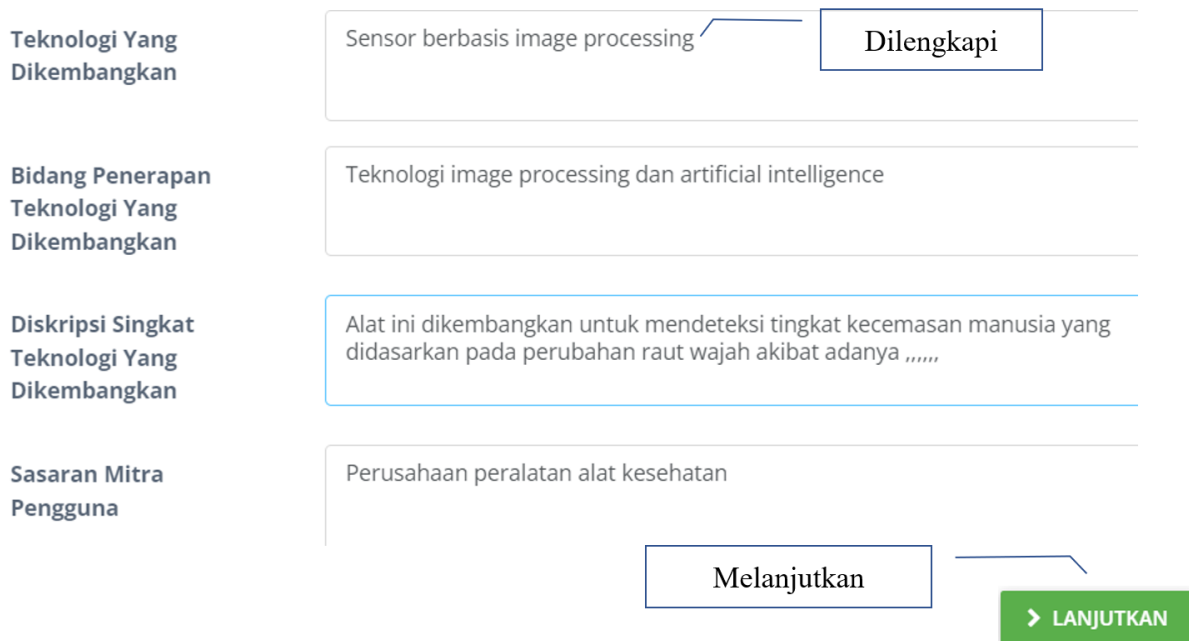 Teknologi Yang
Dikembangkan
Sensor berbasis image processing
Dilengkapi
Bidang Penerapan
Teknologi Yang
Dikembangkan
Teknologi image processing dan artificial intelligence
Diskripsi Singkat
Teknologi Yang
Dikembangkan
Alat ini dikembangkan untuk mendeteksi tingkat kecemasan manusia yang
didasarkan pada perubahan raut wajah akibat adanya ,,,,,,
Sasaran Mitra
Pengguna
Perusahaan peralatan alat kesehatan
Melanjutkan
LANJUTKAN